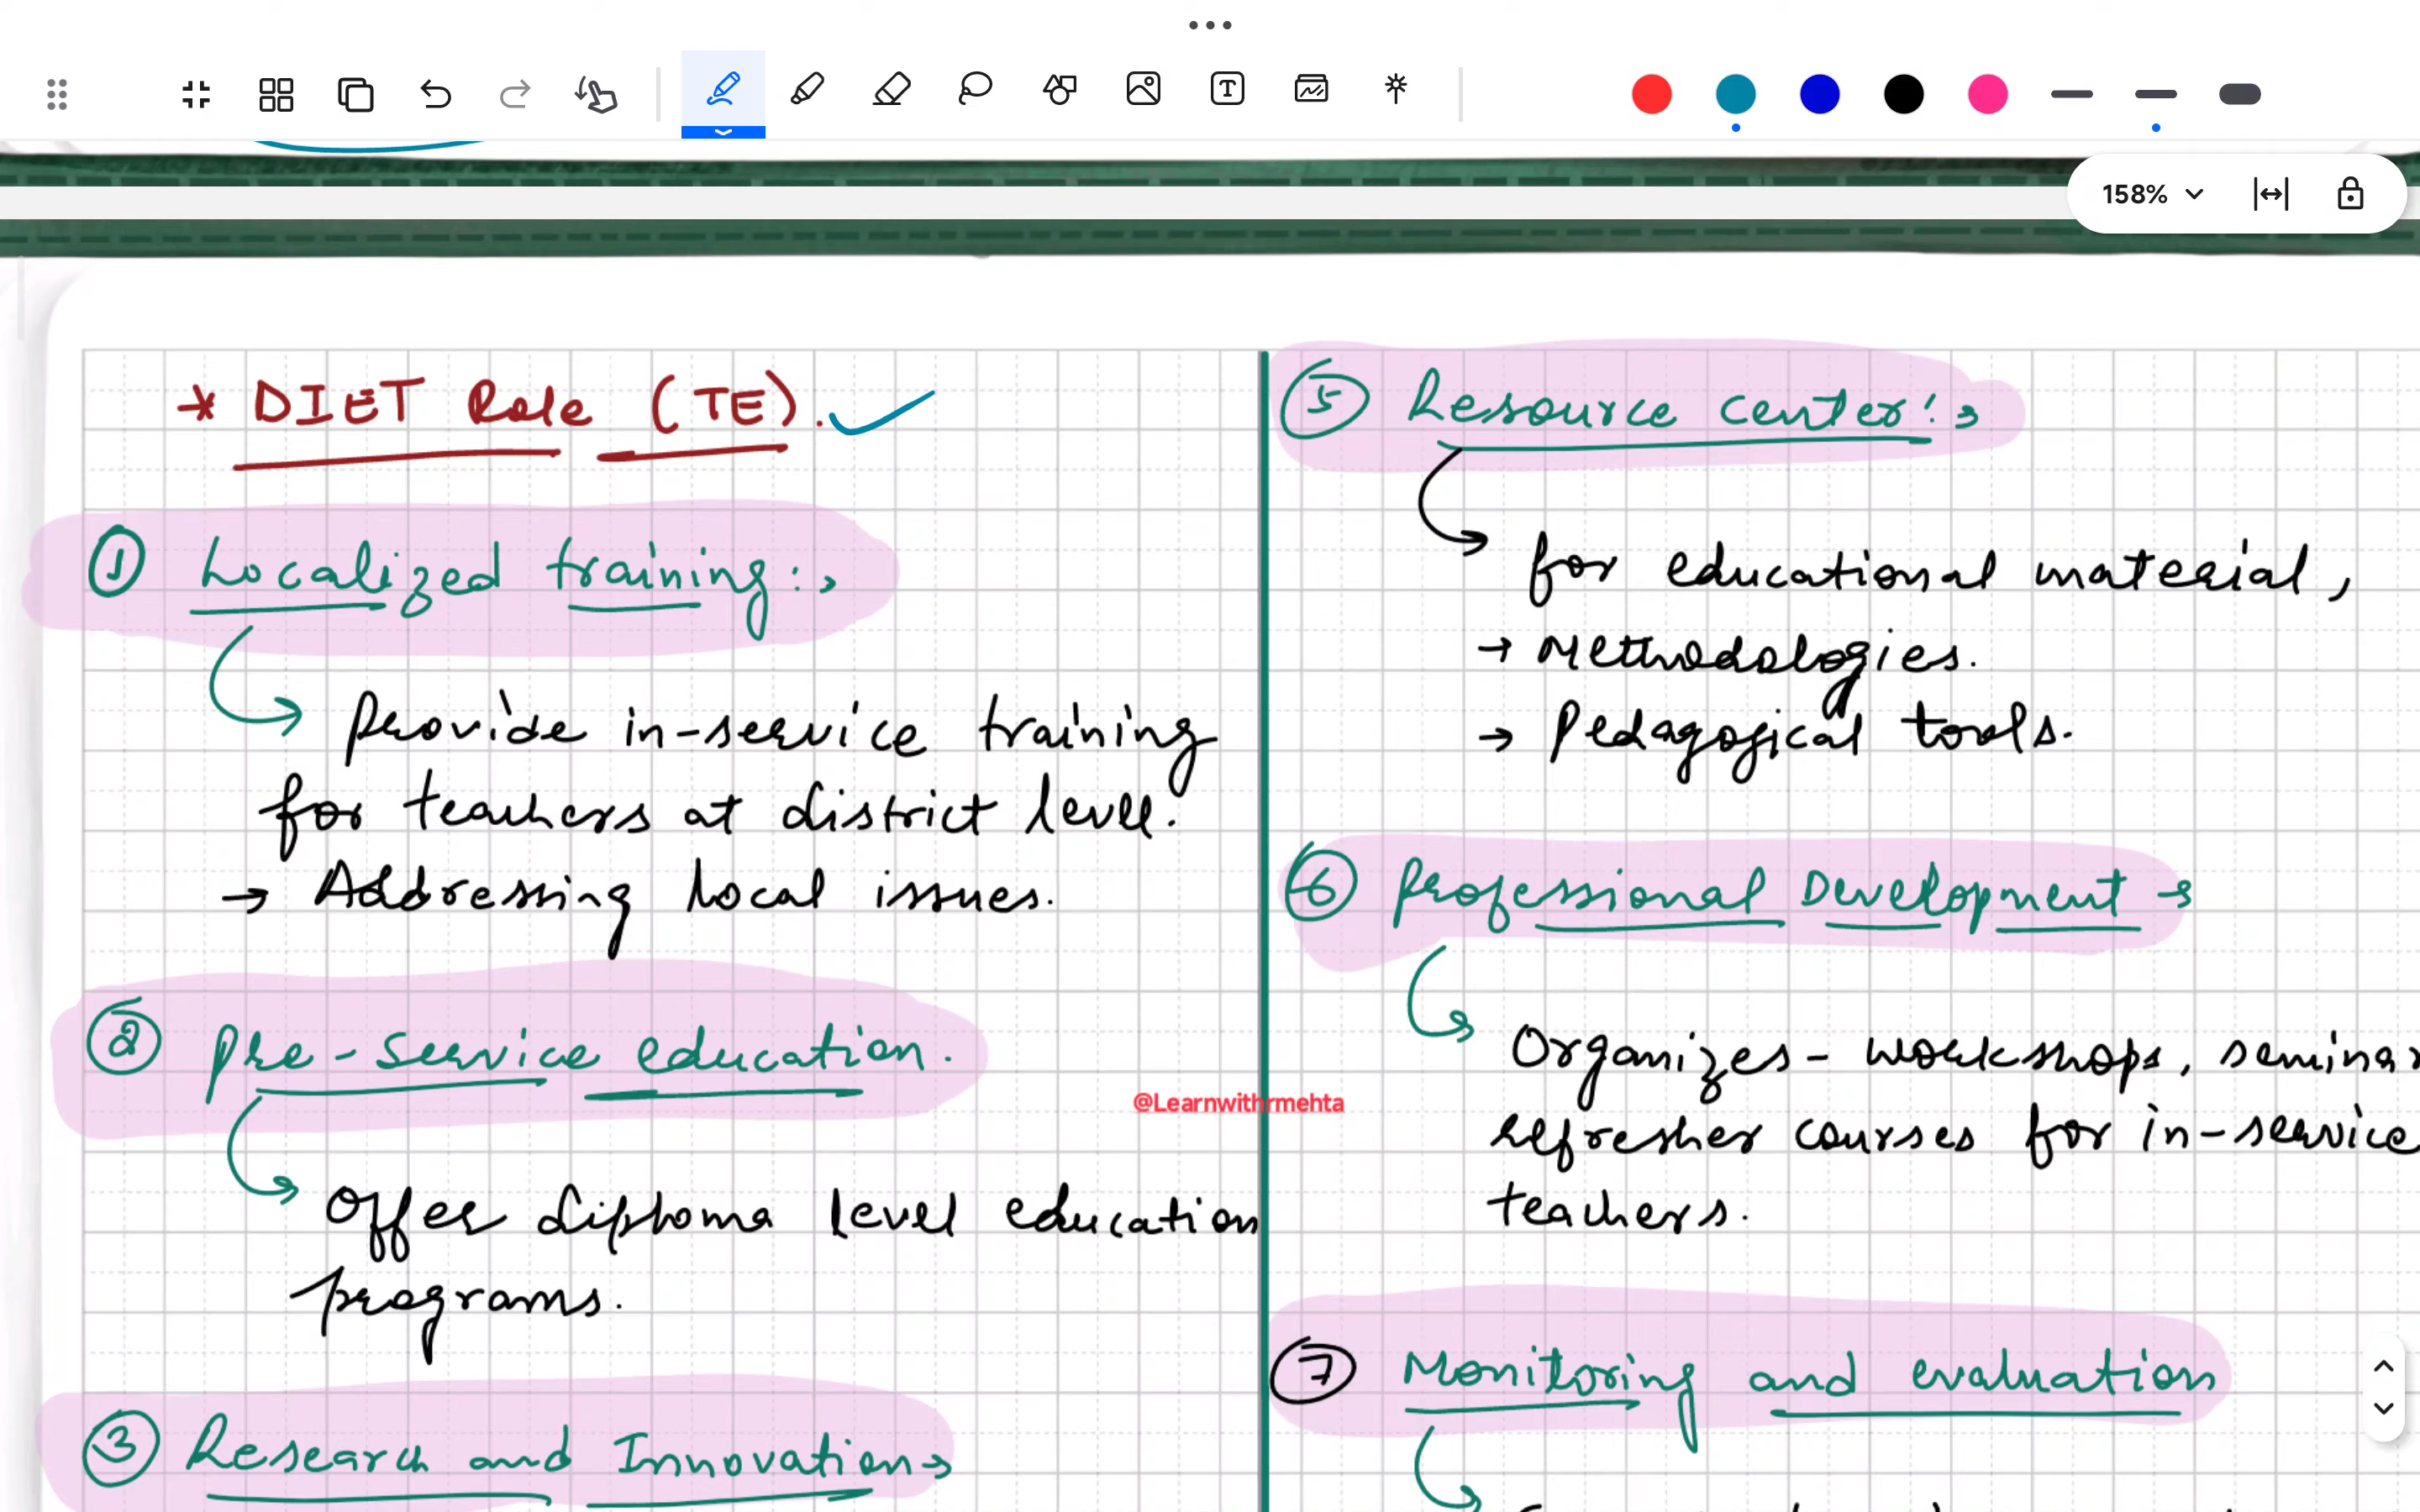 158%
* DIET Role (TE).
① Localized training :→
Provide in-service training
for teachers at district level.
→ Addressing local issues.
② Pre-service education.
Offer diploma level education
programs.
③ Research and Innovation→
⑤ Resource center :→
for educational material,
→ Methodologies.
→ Pedagogical tools.
⑥ Professional Development →
Organizes - workshops, seminar
refresher courses for in-service
teachers.
⑦ Monitoring and evaluation
@Learnwithrmehta